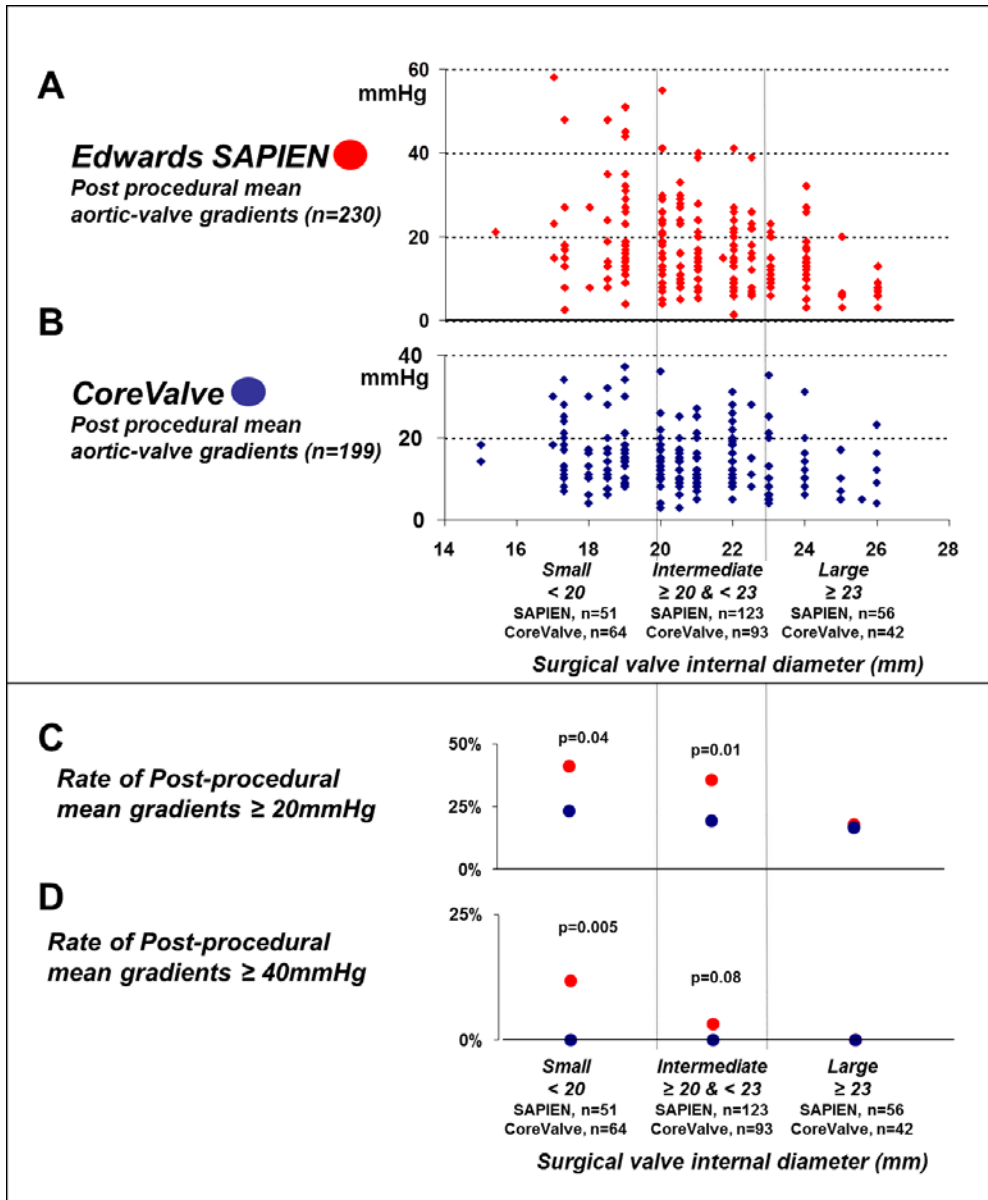 A
Edwards SAPIEN
Post procedural mean
aortic-valve gradients (n=230)
60
mmHg
40
20
0
B
CoreValve
Post procedural mean
aortic-valve gradients (n=199)
40
mmHg
20
0
14 16 18 20 22 24 26 28
Small Intermediate Large
< 20 ≥ 20 & < 23 ≥ 23
SAPIEN, n=51 SAPIEN, n=123 SAPIEN, n=56
CoreValve, n=64 CoreValve, n=93 CoreValve, n=42
Surgical valve internal diameter (mm)
C
Rate of Post-procedural
mean gradients ≥ 20mmHg
50%
25%
0%
p=0.04 p=0.01
D
Rate of Post-procedural
mean gradients ≥ 40mmHg
25%
0%
p=0.005
p=0.08
Small Intermediate Large
< 20 ≥ 20 & < 23 ≥ 23
SAPIEN, n=51 SAPIEN, n=123 SAPIEN, n=56
CoreValve, n=64 CoreValve, n=93 CoreValve, n=42
Surgical valve internal diameter (mm)